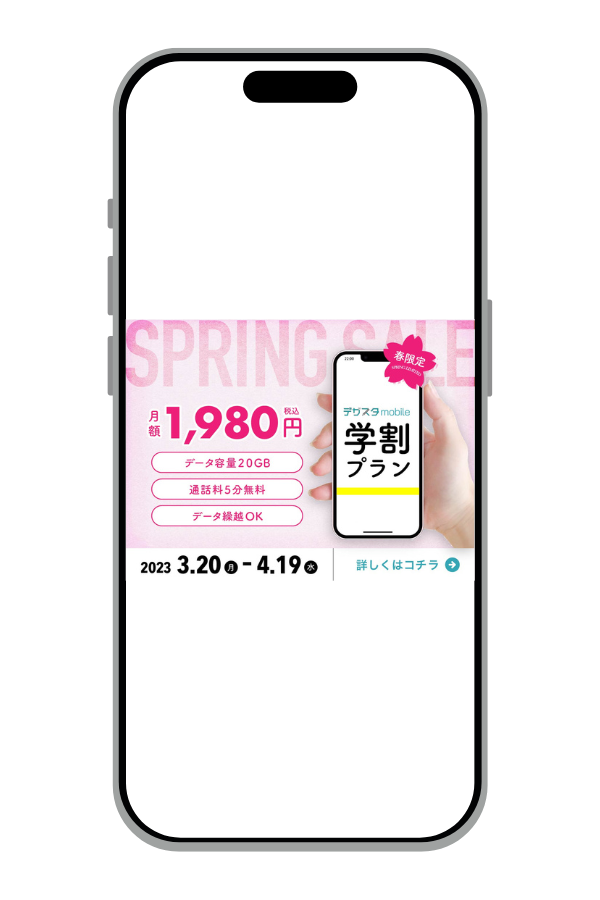 SPRING SALE
春限定
21:00
デザスタmobile
学割
プラン
月額 1,980円 税込
データ容量20GB
通話料5分無料
データ繰越OK
2023 3.20 月 - 4.19 水
詳しくはコチラ